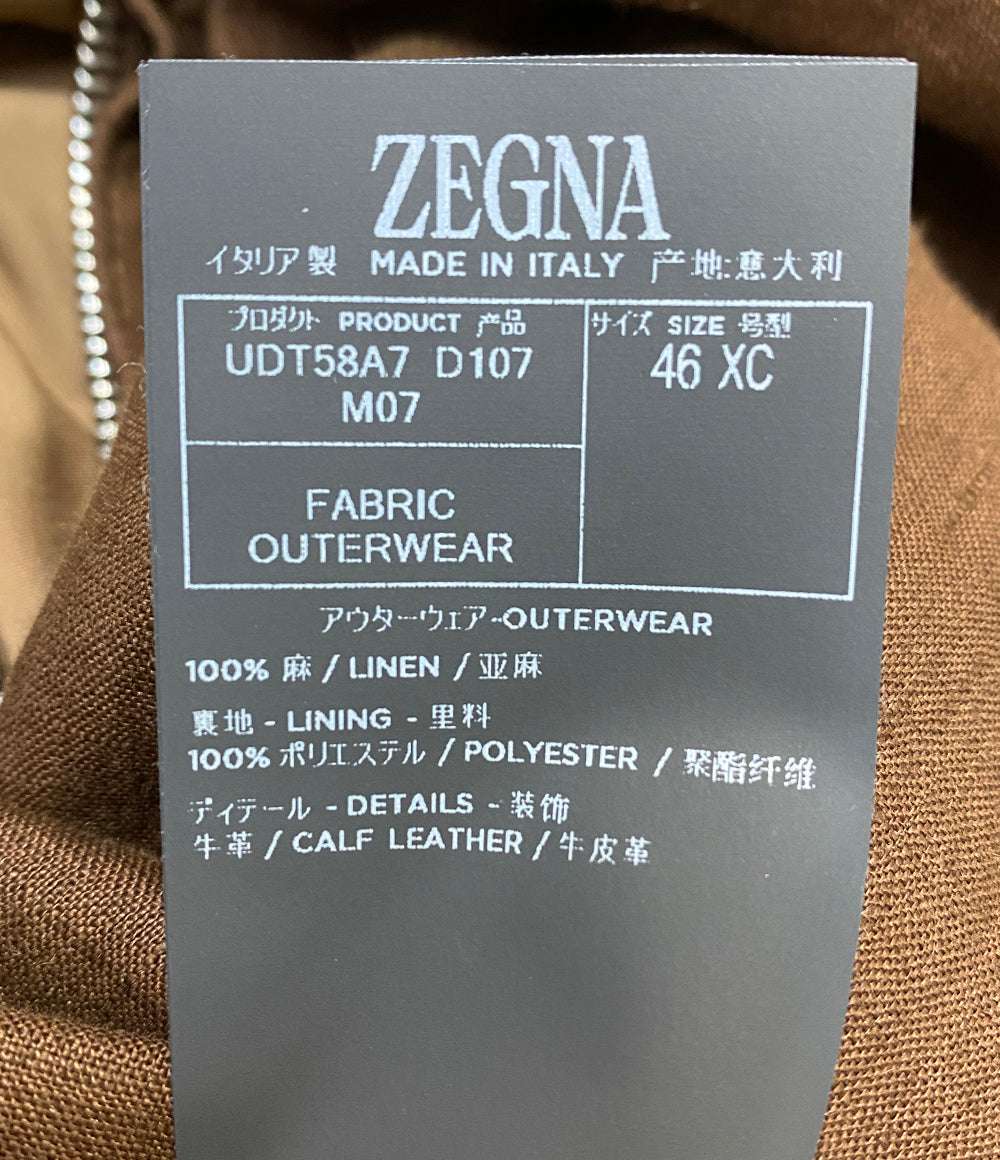 ZEGNA
イタリア製 MADE IN ITALY 产地:意大利
プロダクト PRODUCT 产品
UDT58A7 D107
M07
サイズ SIZE 号型
46 XC
FABRIC
OUTERWEAR
アウターウェア-OUTERWEAR
100% 麻 / LINEN / 亚麻
裏地 - LINING - 里料
100% ポリエステル / POLYESTER / 聚酯纤维
ディテール - DETAILS - 装饰
牛革 / CALF LEATHER / 牛皮革